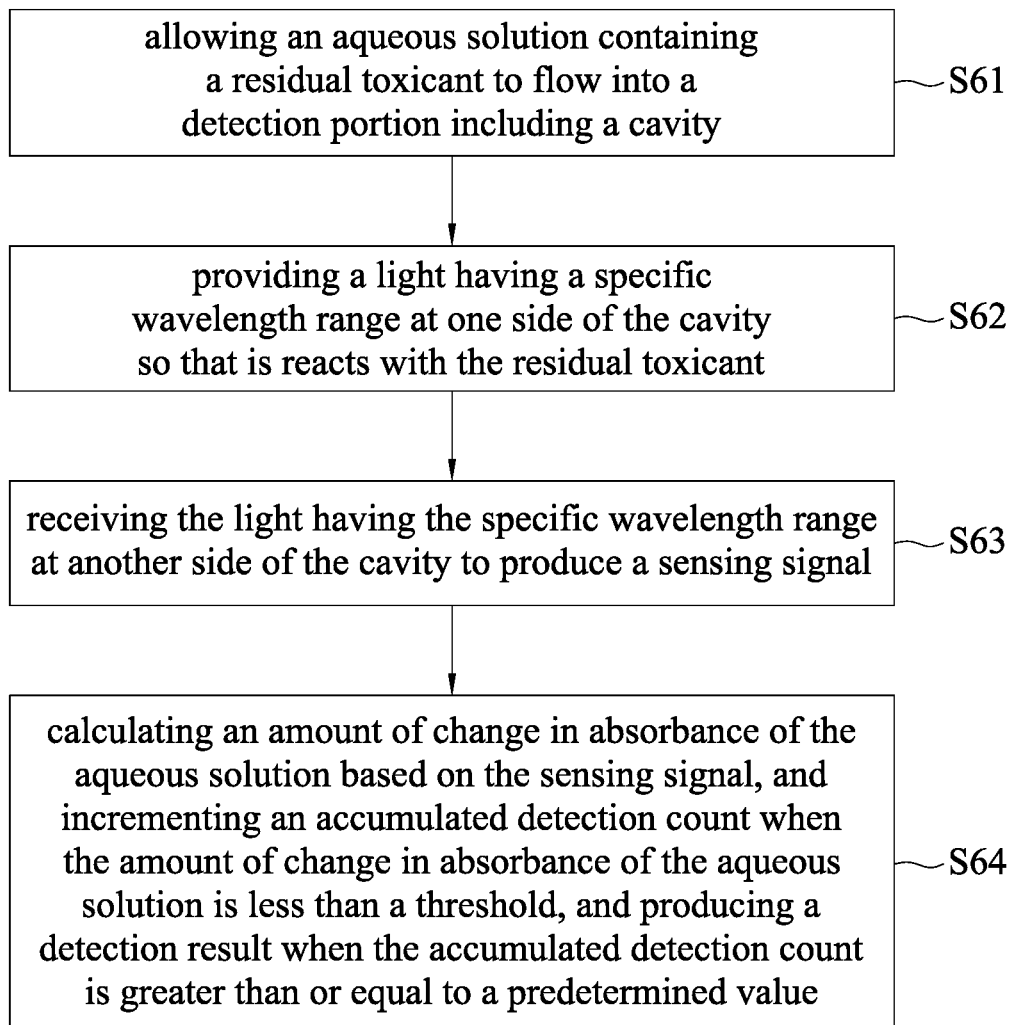 allowing an aqueous solution containing
a residual toxicant to flow into a
detection portion including a cavity
S61
providing a light having a specific
wavelength range at one side of the cavity
so that is reacts with the residual toxicant
S62
receiving the light having the specific wavelength range
at another side of the cavity to produce a sensing signal
S63
calculating an amount of change in absorbance of the
aqueous solution based on the sensing signal, and
incrementing an accumulated detection count when
the amount of change in absorbance of the aqueous
solution is less than a threshold, and producing a
detection result when the accumulated detection count
is greater than or equal to a predetermined value
S64